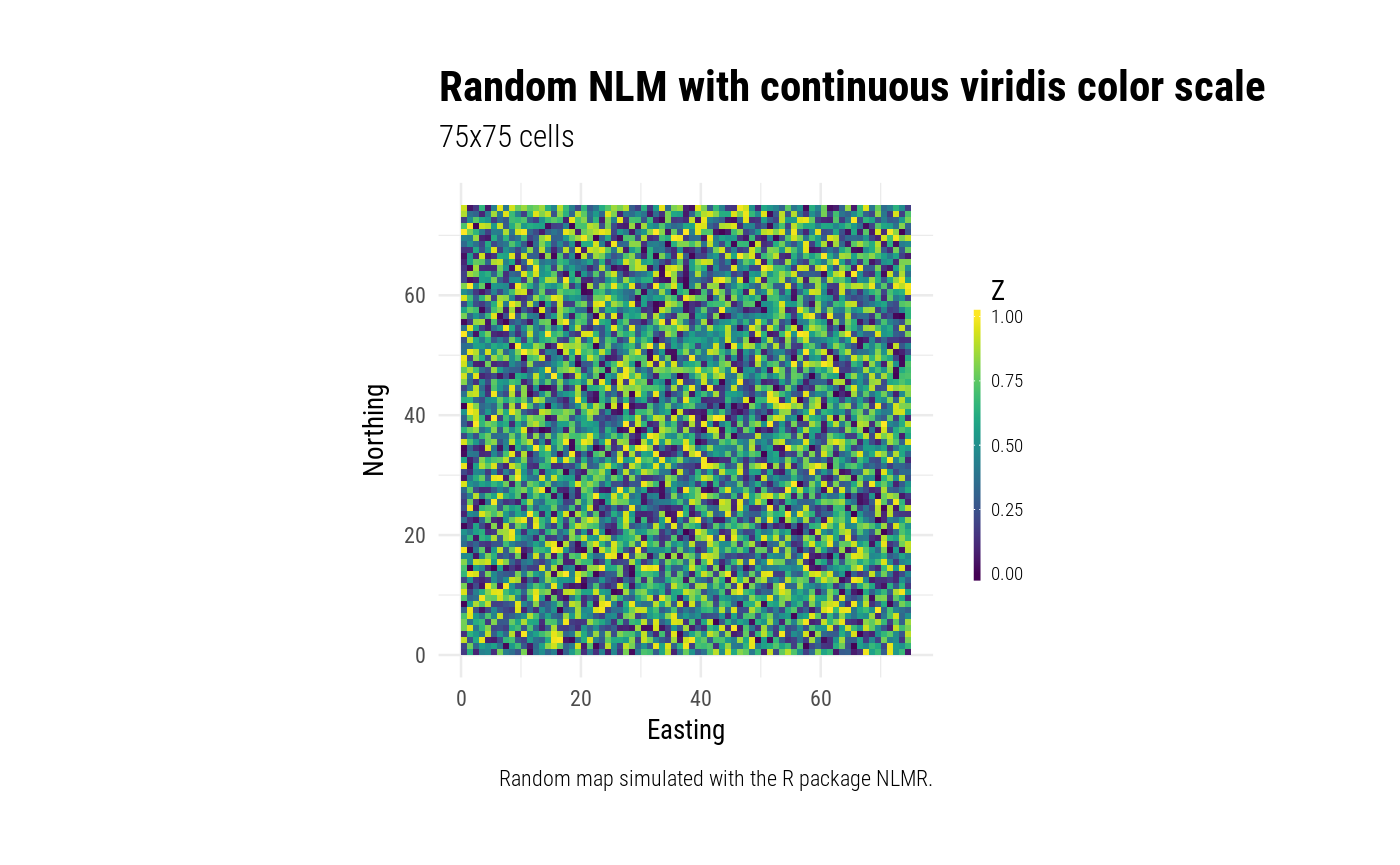 Random NLM with continuous viridis color scale
75x75 cells
Northing
60
40
20
0
0 20 40 60
Easting
Z
1.00
0.75
0.50
0.25
0.00
Random map simulated with the R package NLMR.